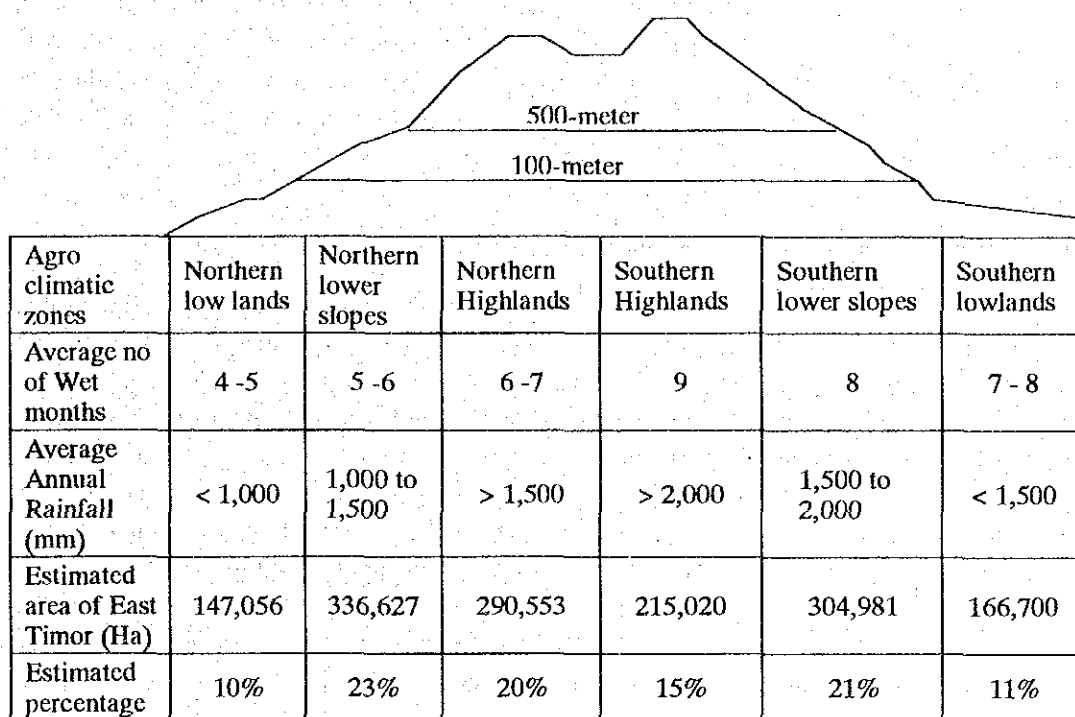 500-meter
100-meter
Agro
climatic
zones
Northern
low lands
Northern
lower
slopes
Northern
Highlands
Southern
Highlands
Southern
lower slopes
Southern
lowlands
Average no
of Wet
months
4 -5
5 -6
6 -7
9
8
7 - 8
Average
Annual
Rainfall
(mm)
< 1,000
1,000 to
1,500
> 1,500
> 2,000
1,500 to
2,000
< 1,500
Estimated
area of East
Timor (Ha)
147,056
336,627
290,553
215,020
304,981
166,700
Estimated
percentage
10%
23%
20%
15%
21%
11%